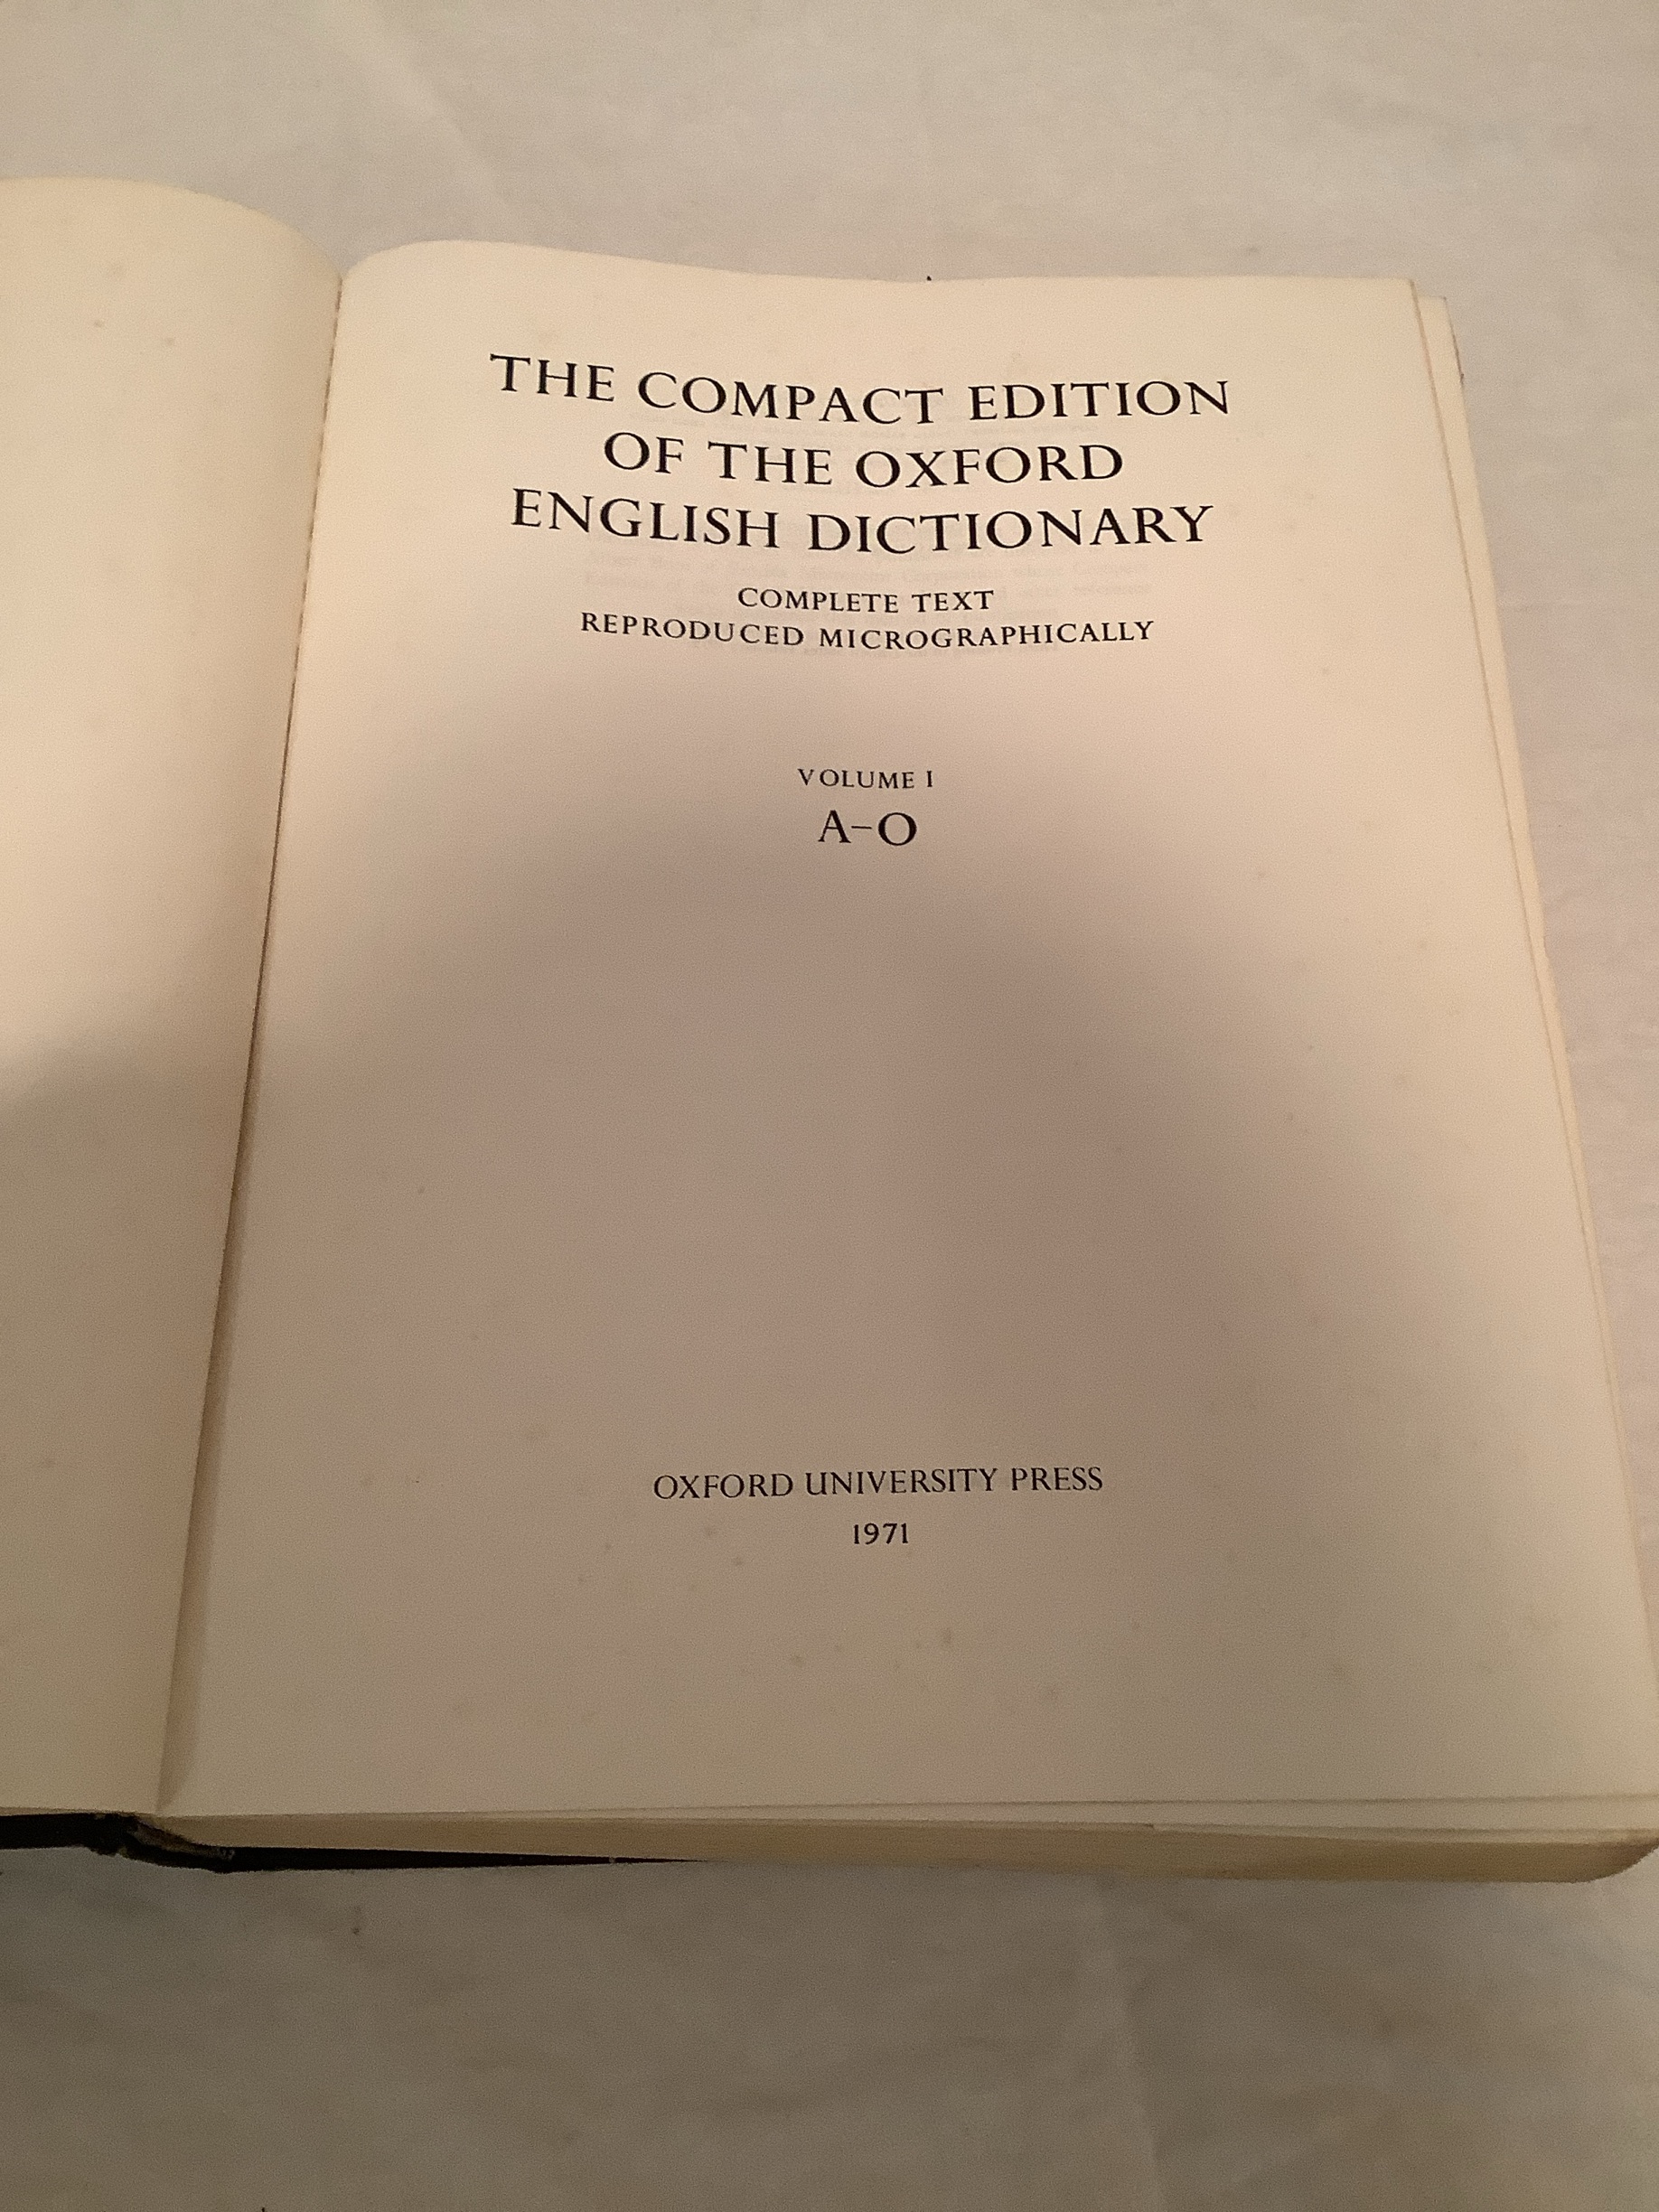 THE COMPACT EDITION
OF THE OXFORD
ENGLISH DICTIONARY
COMPLETE TEXT
REPRODUCED MICROGRAPHICALLY
VOLUME I
A–O
OXFORD UNIVERSITY PRESS
1971